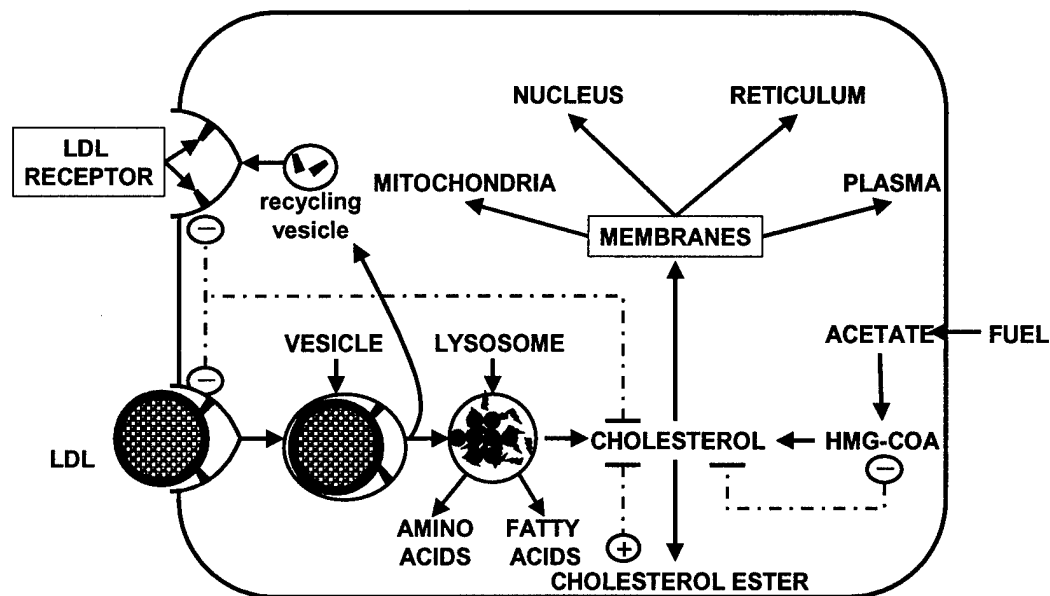 NUCLEUS
RETICULUM
LDL
RECEPTOR
MITOCHONDRIA
PLASMA
recycling
vesicle
MEMBRANES
VESICLE
LYSOSOME
ACETATE
FUEL
LDL
CHOLESTEROL
HMG-COA
AMINO
ACIDS
FATTY
ACIDS
CHOLESTEROL ESTER